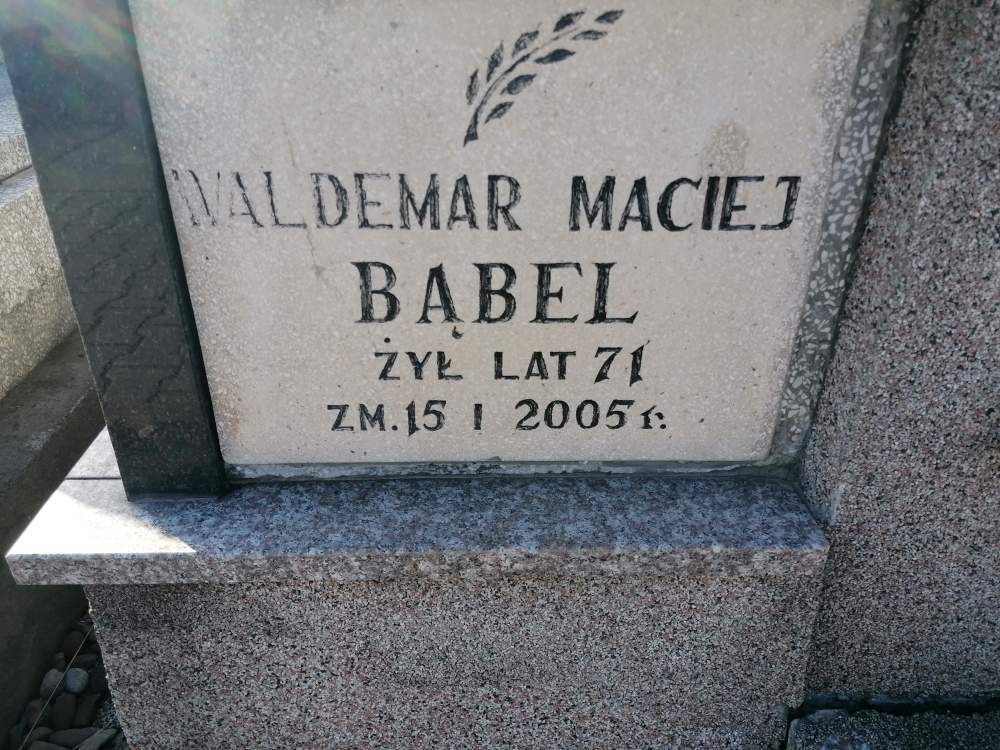 WALDEMAR MACIEJ
BĄBEL
ŻYŁ LAT 71
ZM. 15 I 2005 r.